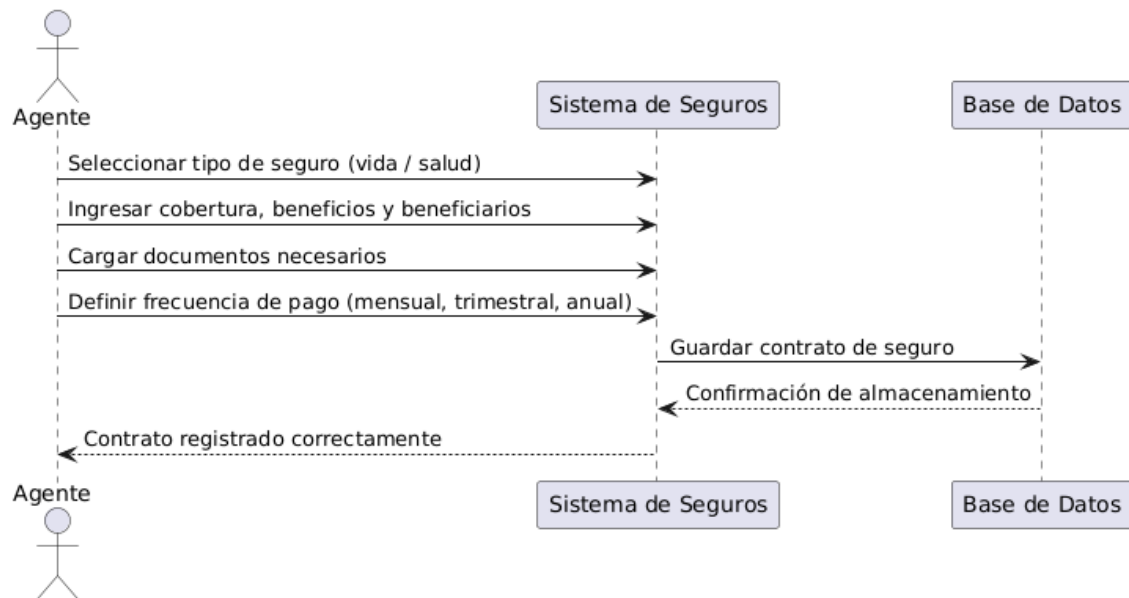 Agente
Sistema de Seguros
Base de Datos
Seleccionar tipo de seguro (vida / salud)
Ingresar cobertura, beneficios y beneficiarios
Cargar documentos necesarios
Definir frecuencia de pago (mensual, trimestral, anual)
Guardar contrato de seguro
Confirmación de almacenamiento
Contrato registrado correctamente
Agente
Sistema de Seguros
Base de Datos